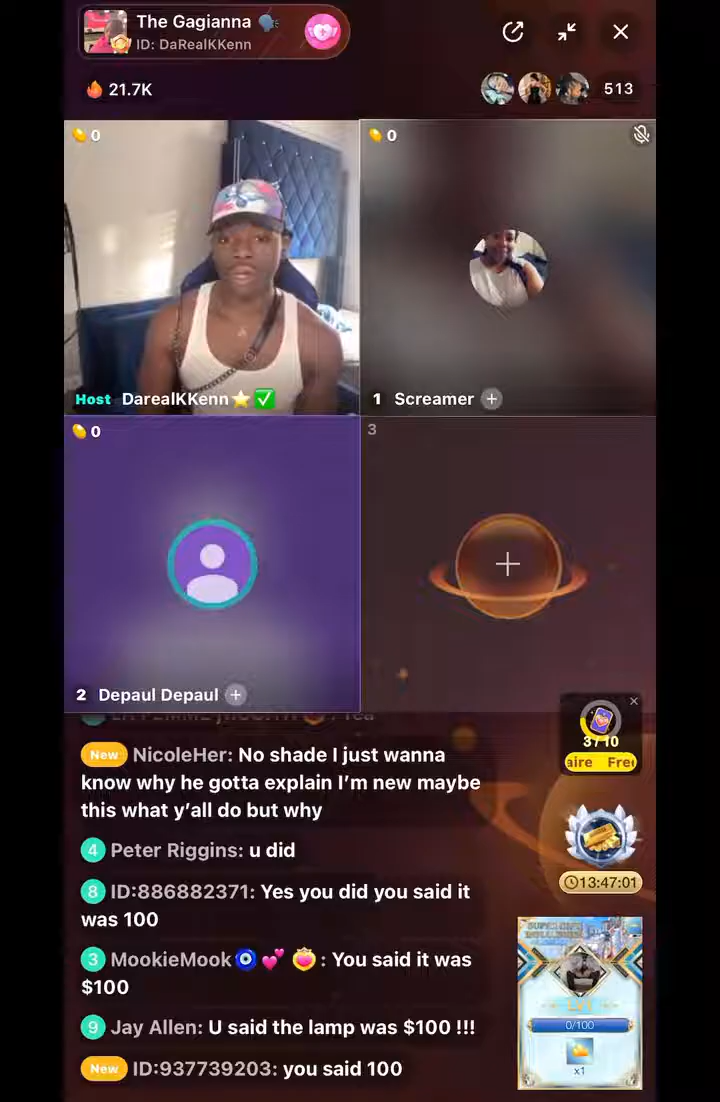 The Gagianna 🗣️
ID: DaRealKKenn
🔥 21.7K
513
0
0
Host DarealKKenn⭐✅
1 Screamer +
0
3
2 Depaul Depaul +
New NicoleHer: No shade I just wanna
know why he gotta explain I’m new maybe
this what y’all do but why
4 Peter Riggins: u did
8 ID:886882371: Yes you did you said it
was 100
3 MookieMook🧿💕🍑: You said it was
$100
9 Jay Allen: U said the lamp was $100 !!!
New ID:937739203: you said 100
3/10
aire Free
13:47:01
0/100
x1